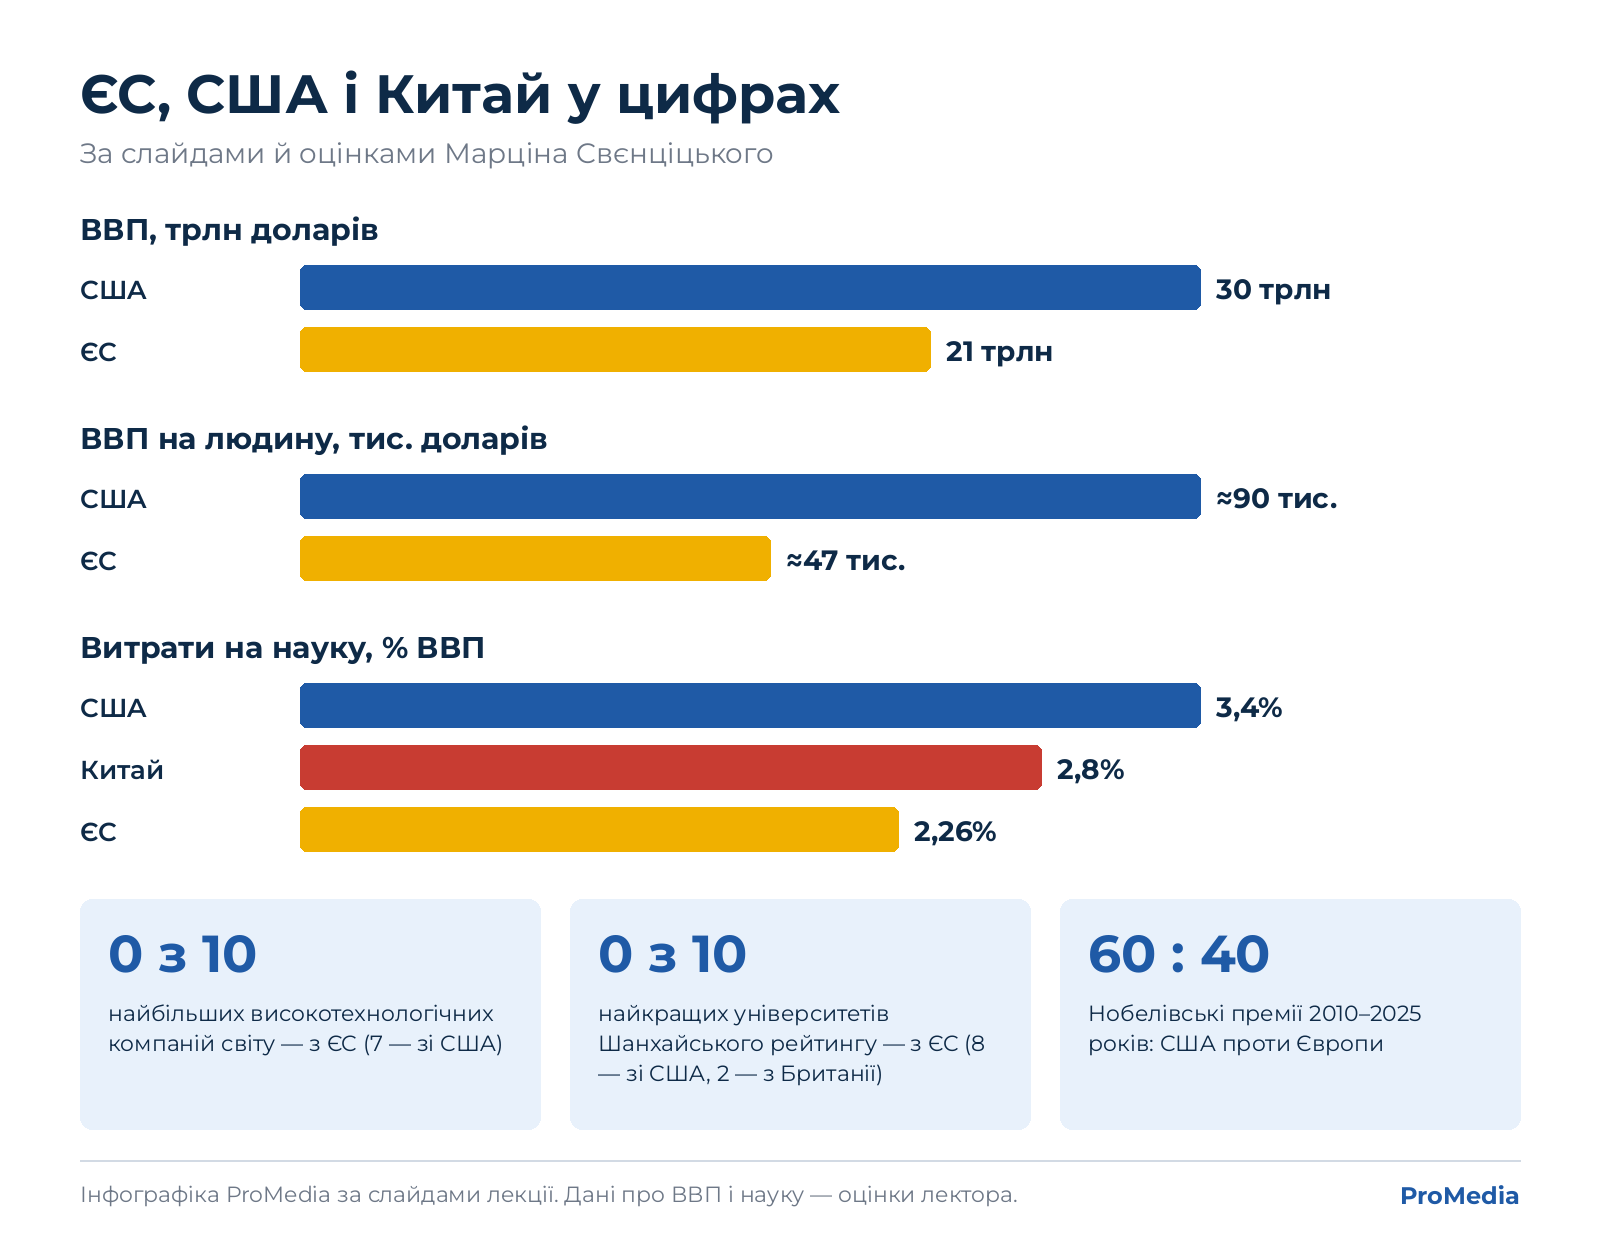 ЄС, США і Китай у цифрах
За слайдами й оцінками Марціна Свєнціцького
ВВП, трлн доларів
США 30 трлн
ЄС 21 трлн
ВВП на людину, тис. доларів
США ≈90 тис.
ЄС ≈47 тис.
Витрати на науку, % ВВП
США 3,4%
Китай 2,8%
ЄС 2,26%
0 з 10
найбільших високотехнологічних
компаній світу — з ЄС (7 — зі США)
0 з 10
найкращих університетів
Шанхайського рейтингу — з ЄС (8
— зі США, 2 — з Британії)
60 : 40
Нобелівські премії 2010–2025
років: США проти Європи
Інфографіка ProMedia за слайдами лекції. Дані про ВВП і науку — оцінки лектора.
ProMedia